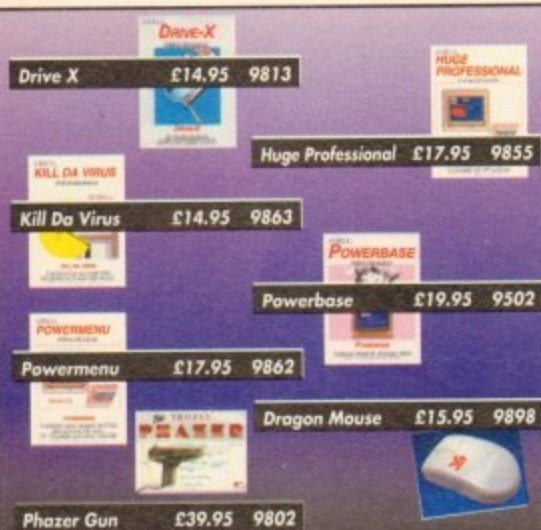 DRIVE-X
Drive X £14.95 9813
HUGE
PROFESSIONAL
Huge Professional £17.95 9855
KILL DA VIRUS
Kill Da Virus £14.95 9863
POWERBASE
Powerbase £19.95 9502
POWERMENU
Powermenu £17.95 9862
Dragon Mouse £15.95 9898
TROJAN
PHAZER
Phazer Gun £39.95 9802